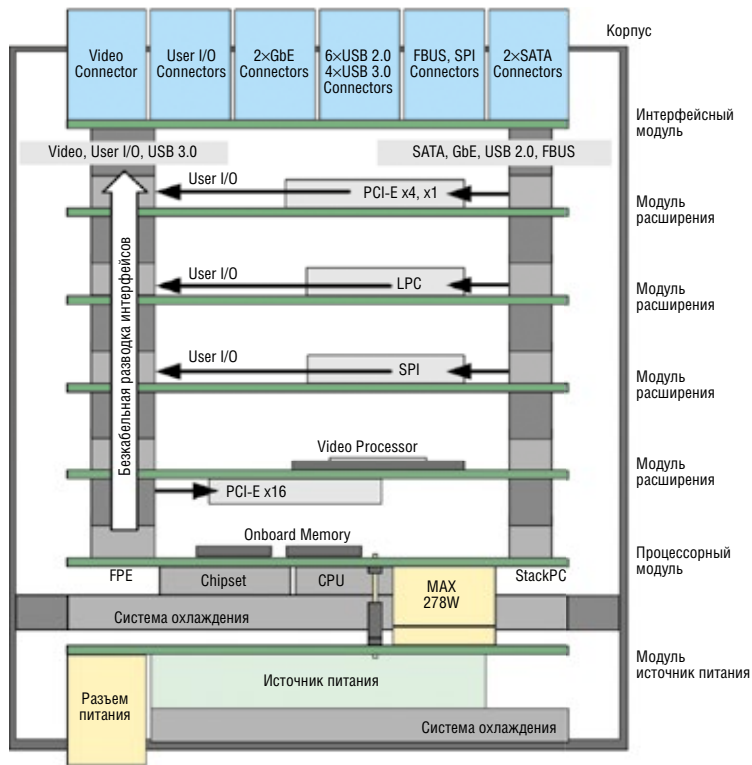 Корпус
Video
Connector
User I/O
Connectors
2×GbE
Connectors
6×USB 2.0
4×USB 3.0
Connectors
FBUS, SPI
Connectors
2×SATA
Connectors
Интерфейсный
модуль
Video, User I/O, USB 3.0
SATA, GbE, USB 2.0, FBUS
User I/O
PCI-E x4, x1
Модуль
расширения
User I/O
LPC
Модуль
расширения
User I/O
SPI
Модуль
расширения
Безкабельная разводка интерфейсов
Video Processor
Модуль
расширения
PCI-E x16
Onboard Memory
Процессорный
модуль
FPE
Chipset
CPU
MAX
278W
StackPC
Система охлаждения
Модуль
источник питания
Источник питания
Разъем
питания
Система охлаждения